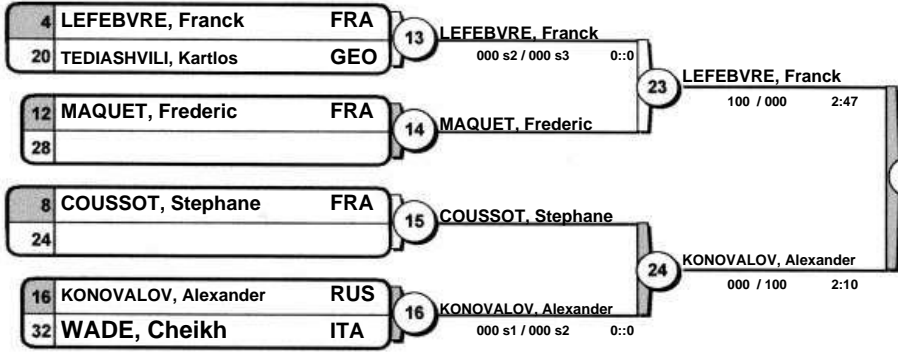 4 LEFEBVRE, Franck FRA
20 TEDIASHVILI, Kartlos GEO
13
LEFEBVRE, Franck
000 s2 / 000 s3 0::0
12 MAQUET, Frederic FRA
28
14
MAQUET, Frederic
23
LEFEBVRE, Franck
100 / 000 2:47
8 COUSSOT, Stephane FRA
24
15
COUSSOT, Stephane
16 KONOVALOV, Alexander RUS
32 WADE, Cheikh ITA
16
KONOVALOV, Alexander
000 s1 / 000 s2 0::0
24
KONOVALOV, Alexander
000 / 100 2:10